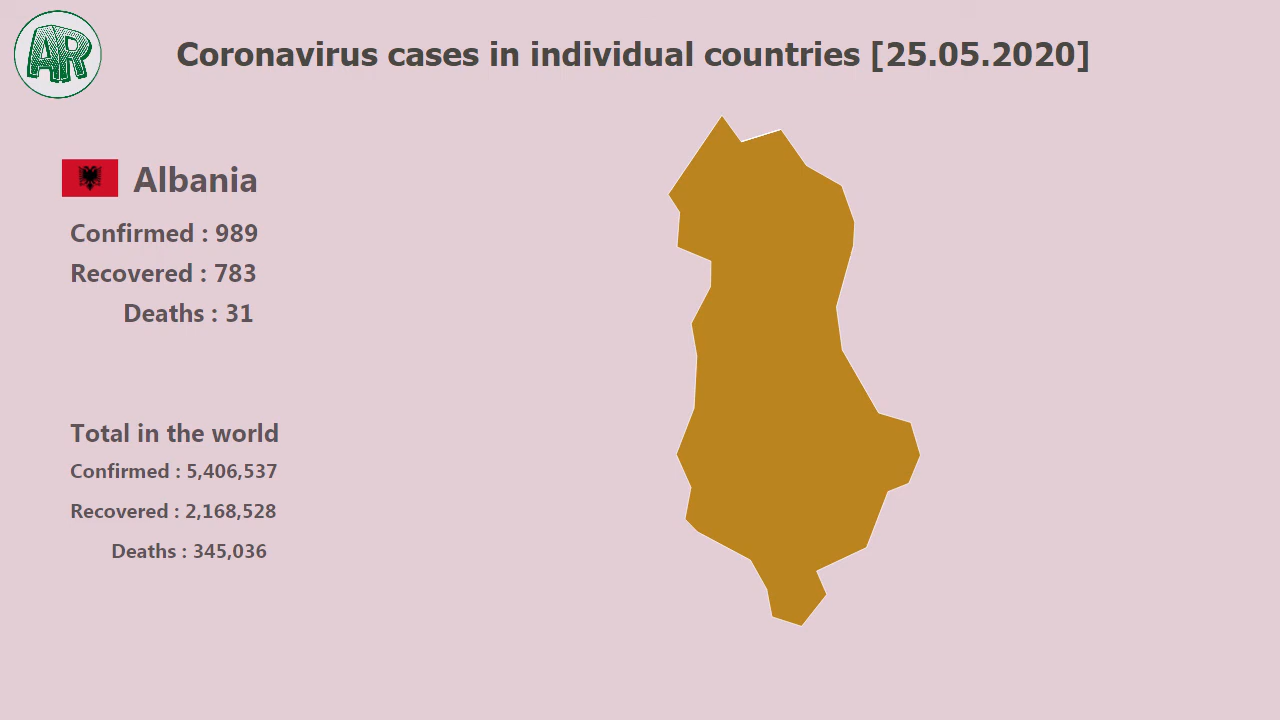 AR
Coronavirus cases in individual countries [25.05.2020]
Albania
Confirmed : 989
Recovered : 783
Deaths : 31
Total in the world
Confirmed : 5,406,537
Recovered : 2,168,528
Deaths : 345,036